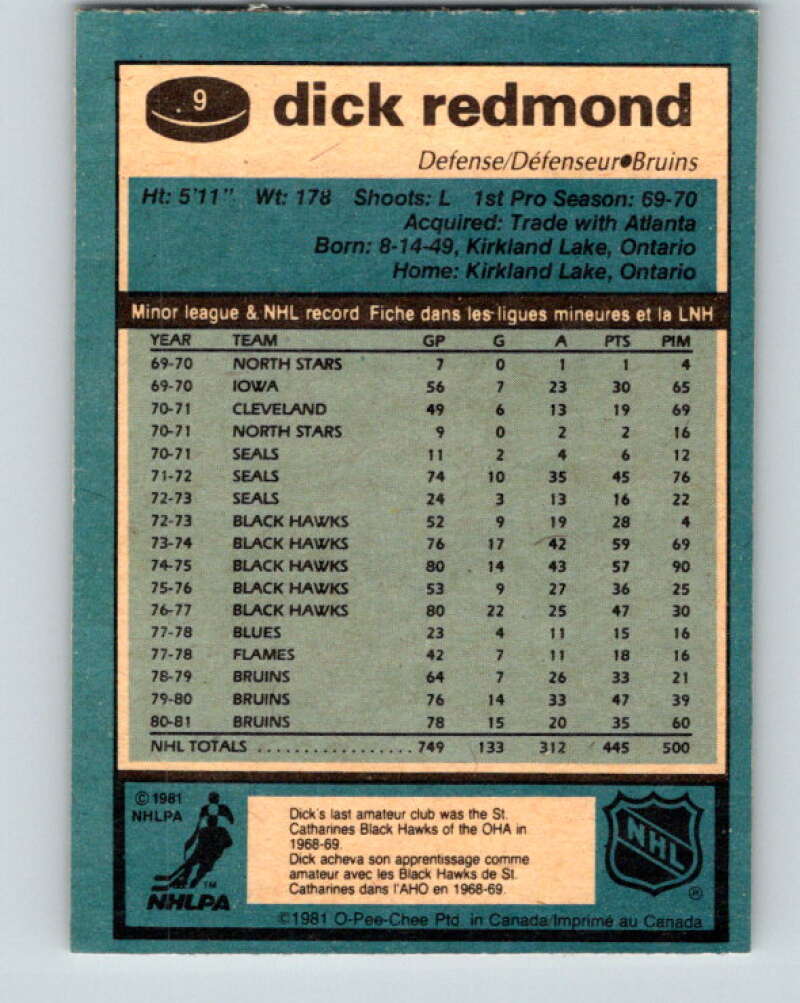 9 dick redmond
Defense/Défenseur●Bruins
Ht: 5'11" Wt: 178 Shoots: L 1st Pro Season: 69-70
Acquired: Trade with Atlanta
Born: 8-14-49, Kirkland Lake, Ontario
Home: Kirkland Lake, Ontario
Minor league & NHL record Fiche dans les ligues mineures et la LNH
YEAR TEAM GP G A PTS PIM
69-70 NORTH STARS 7 0 1 1 4
69-70 IOWA 56 7 23 30 65
70-71 CLEVELAND 49 6 13 19 69
70-71 NORTH STARS 9 0 2 2 16
70-71 SEALS 11 2 4 6 12
71-72 SEALS 74 10 35 45 76
72-73 SEALS 24 3 13 16 22
72-73 BLACK HAWKS 52 9 19 28 4
73-74 BLACK HAWKS 76 17 42 59 69
74-75 BLACK HAWKS 80 14 43 57 90
75-76 BLACK HAWKS 53 9 27 36 25
76-77 BLACK HAWKS 80 22 25 47 30
77-78 BLUES 23 4 11 15 16
77-78 FLAMES 42 7 11 18 16
78-79 BRUINS 64 7 26 33 21
79-80 BRUINS 76 14 33 47 39
80-81 BRUINS 78 15 20 35 60
NHL TOTALS ................. 749 133 312 445 500
© 1981
NHLPA
TM
NHLPA
Dick's last amateur club was the St.
Catharines Black Hawks of the OHA in
1968-69.
Dick acheva son apprentissage comme
amateur avec les Black Hawks de St.
Catharines dans l'AHO en 1968-69.
NHL
®
©1981 O-Pee-Chee Ptd. in Canada/Imprimé au Canada